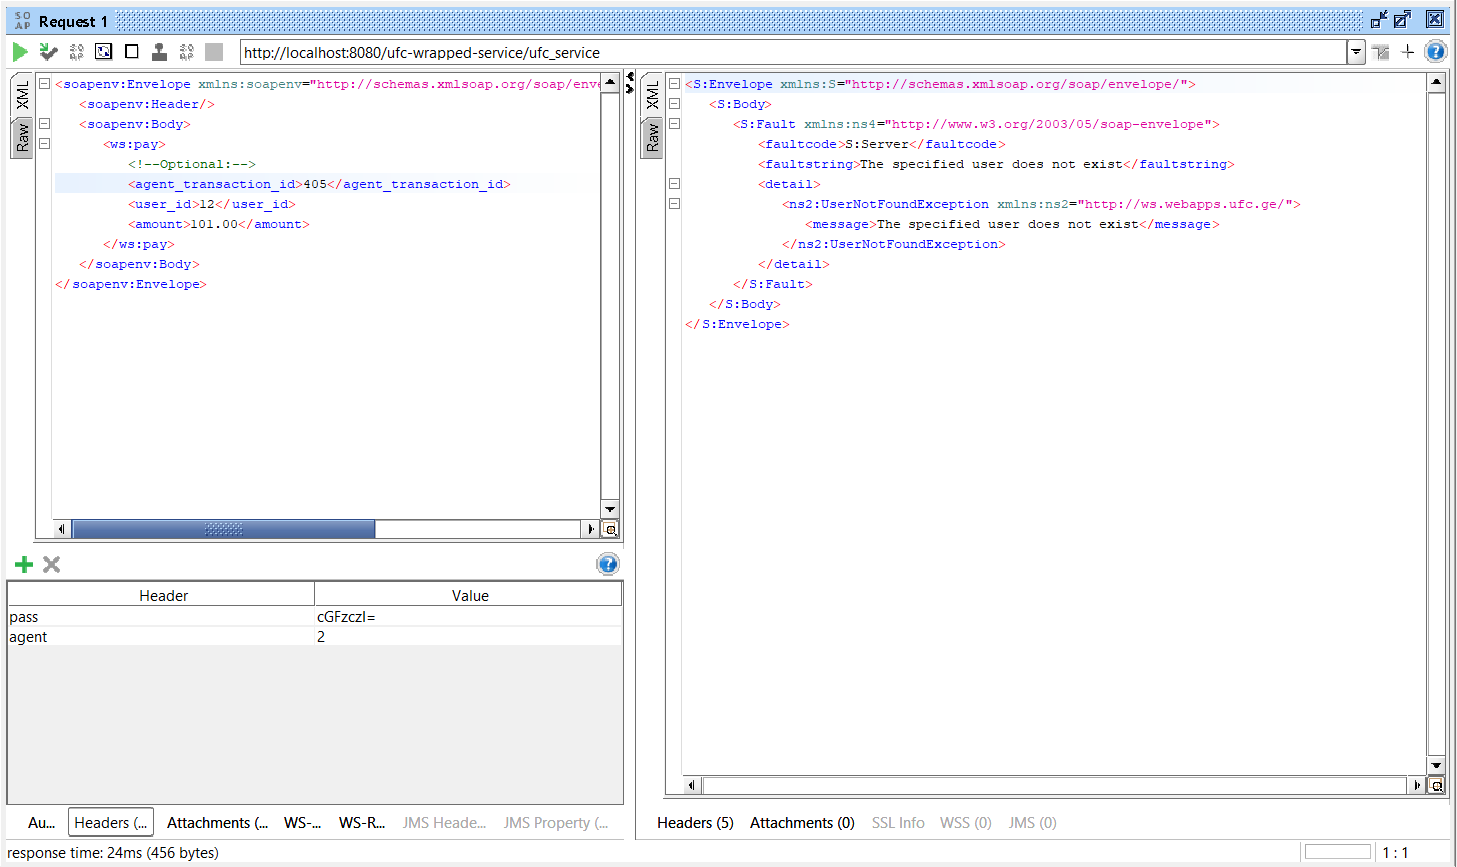 SO
AP
Request 1
http://localhost:8080/ufc-wrapped-service/ufc_service
XML
Raw
<soapenv:Envelope xmlns:soapenv="http://schemas.xmlsoap.org/soap/enve
<soapenv:Header/>
<soapenv:Body>
<ws:pay>
<!--Optional:-->
<agent_transaction_id>405</agent_transaction_id>
<user_id>12</user_id>
<amount>101.00</amount>
</ws:pay>
</soapenv:Body>
</soapenv:Envelope>
Header Value
pass cGFzczI=
agent 2
Au... Headers (... Attachments (... WS-... WS-R... JMS Heade... JMS Property (...
XML
Raw
<S:Envelope xmlns:S="http://schemas.xmlsoap.org/soap/envelope/">
<S:Body>
<S:Fault xmlns:ns4="http://www.w3.org/2003/05/soap-envelope">
<faultcode>S:Server</faultcode>
<faultstring>The specified user does not exist</faultstring>
<detail>
<ns2:UserNotFoundException xmlns:ns2="http://ws.webapps.ufc.ge/">
<message>The specified user does not exist</message>
</ns2:UserNotFoundException>
</detail>
</S:Fault>
</S:Body>
</S:Envelope>
Headers (5) Attachments (0) SSL Info WSS (0) JMS (0)
response time: 24ms (456 bytes)
1 : 1